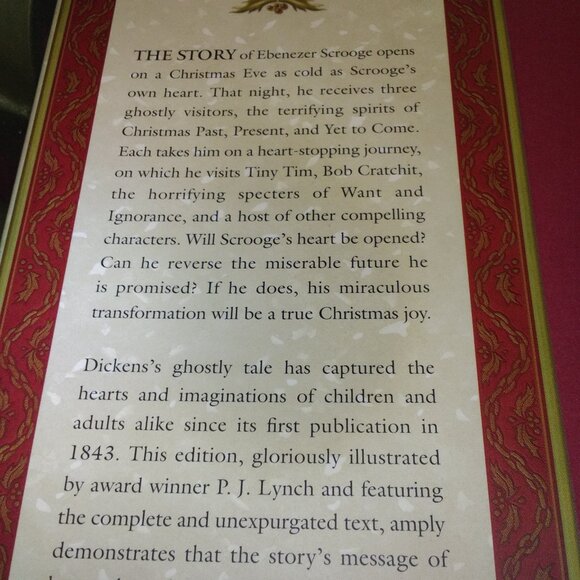 THE STORY of Ebenezer Scrooge opens
on a Christmas Eve as cold as Scrooge's
own heart. That night, he receives three
ghostly visitors, the terrifying spirits of
Christmas Past, Present, and Yet to Come.
Each takes him on a heart-stopping journey,
on which he visits Tiny Tim, Bob Cratchit,
the horrifying specters of Want and
Ignorance, and a host of other compelling
characters. Will Scrooge's heart be opened?
Can he reverse the miserable future he
is promised? If he does, his miraculous
transformation will be a true Christmas joy.
Dickens's ghostly tale has captured the
hearts and imaginations of children and
adults alike since its first publication in
1843. This edition, gloriously illustrated
by award winner P. J. Lynch and featuring
the complete and unexpurgated text, amply
demonstrates that the story's message of